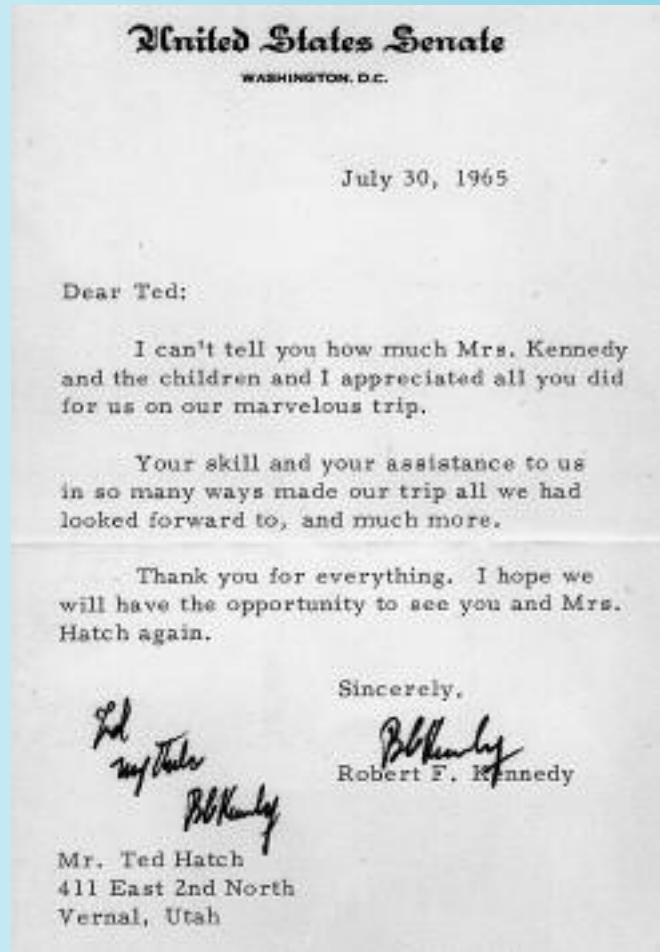 United States Senate
WASHINGTON, D.C.
July 30, 1965
Dear Ted:
I can't tell you how much Mrs. Kennedy
and the children and I appreciated all you did
for us on our marvelous trip.
Your skill and your assistance to us
in so many ways made our trip all we had
looked forward to, and much more.
Thank you for everything. I hope we
will have the opportunity to see you and Mrs.
Hatch again.
Sincerely,
Robert F. Kennedy
Ted
my
Bob Kennedy
Bob Kennedy
Mr. Ted Hatch
411 East 2nd North
Vernal, Utah